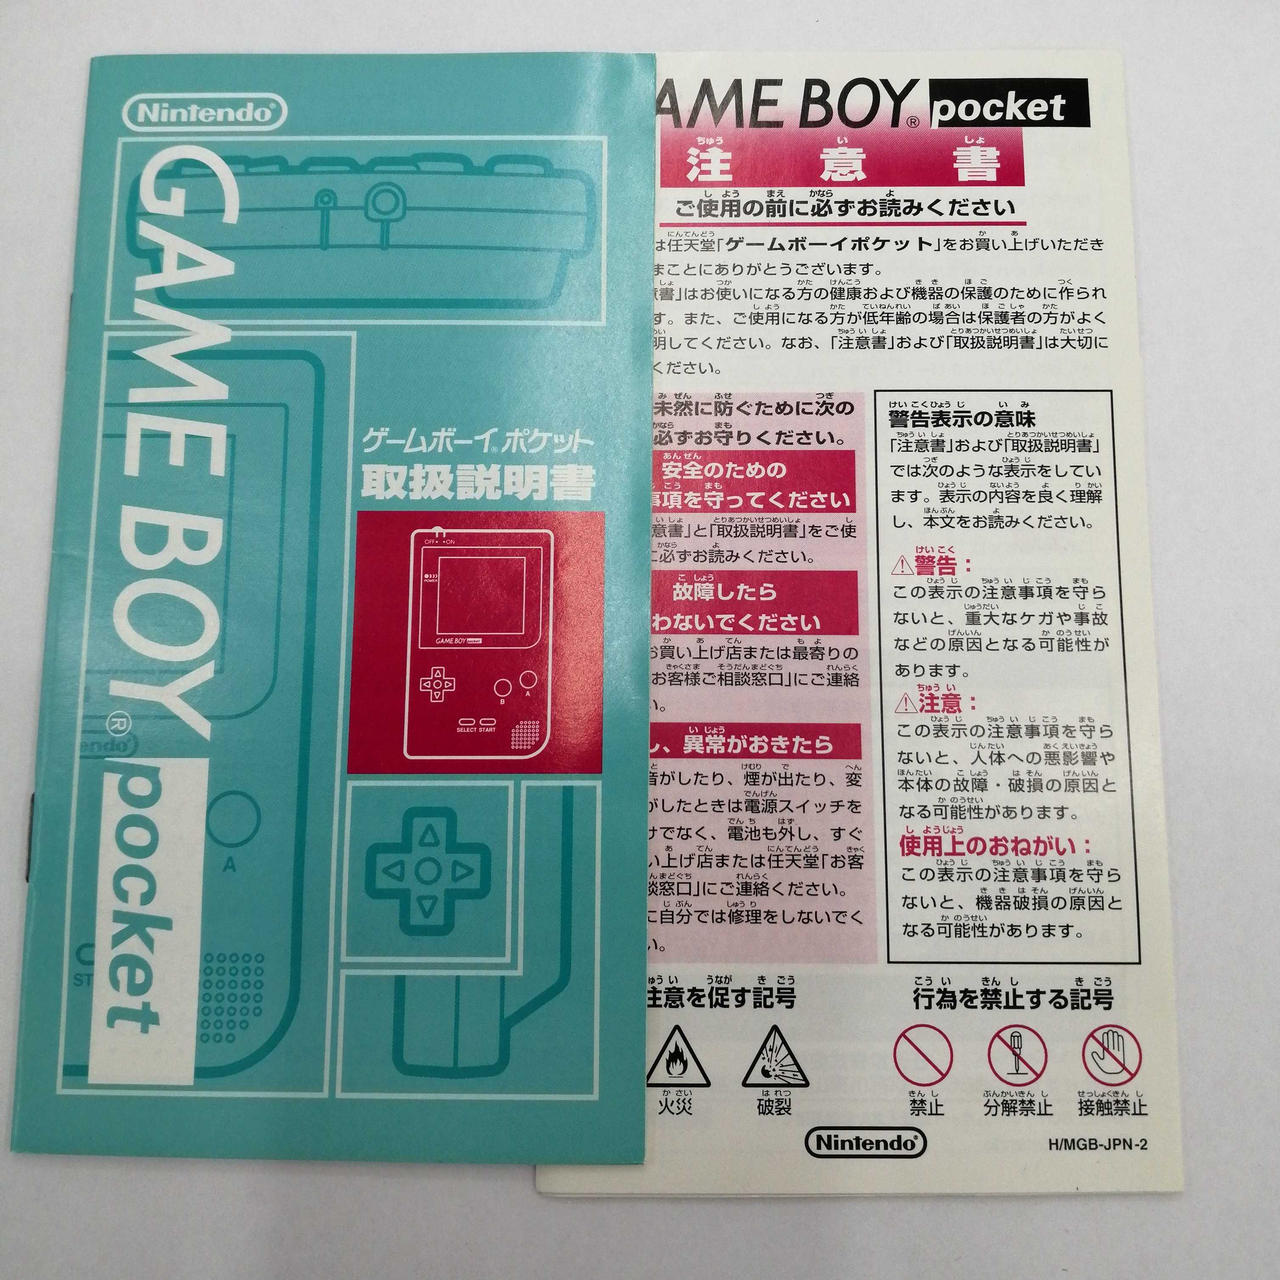 Nintendo®
GAME BOY® pocket
ゲームボーイ®ポケット
取扱説明書
OFF ON
POWER
GAME BOY pocket
B A
SELECT START
A
GAME BOY® pocket
注意書
ちゅう い しょ
ご使用の前に必ずお読みください
は任天堂「ゲームボーイポケット」をお買い上げいただき
まことにありがとうございます。
意書」はお使いになる方の健康および機器の保護のために作られ
す。また、ご使用になる方が低年齢の場合は保護者の方がよく
明してください。なお、「注意書」および「取扱説明書」は大切に
ください。
未然に防ぐために次の
必ずお守りください。
安全のための
事項を守ってください
意書」と「取扱説明書」をご使
に必ずお読みください。
故障したら
わないでください
お買い上げ店または最寄りの
「お客様ご相談窓口」にご連絡
い。
し、異常がおきたら
音がしたり、煙が出たり、変
がしたときは電源スイッチを
けでなく、電池も外し、すぐ
い上げ店または任天堂「お客
談窓口」にご連絡ください。
に自分では修理をしないでく
い。
警告表示の意味
「注意書」および「取扱説明書」
では次のような表示をしてい
ます。表示の内容を良く理解
し、本文をお読みください。
⚠警告：
この表示の注意事項を守ら
ないと、重大なケガや事故
などの原因となる可能性が
あります。
⚠注意：
この表示の注意事項を守ら
ないと、人体への悪影響や
本体の故障・破損の原因と
なる可能性があります。
使用上のおねがい：
この表示の注意事項を守ら
ないと、機器破損の原因と
なる可能性があります。
注意を促す記号
火災
破裂
行為を禁止する記号
禁止
分解禁止
接触禁止
Nintendo®
H/MGB-JPN-2